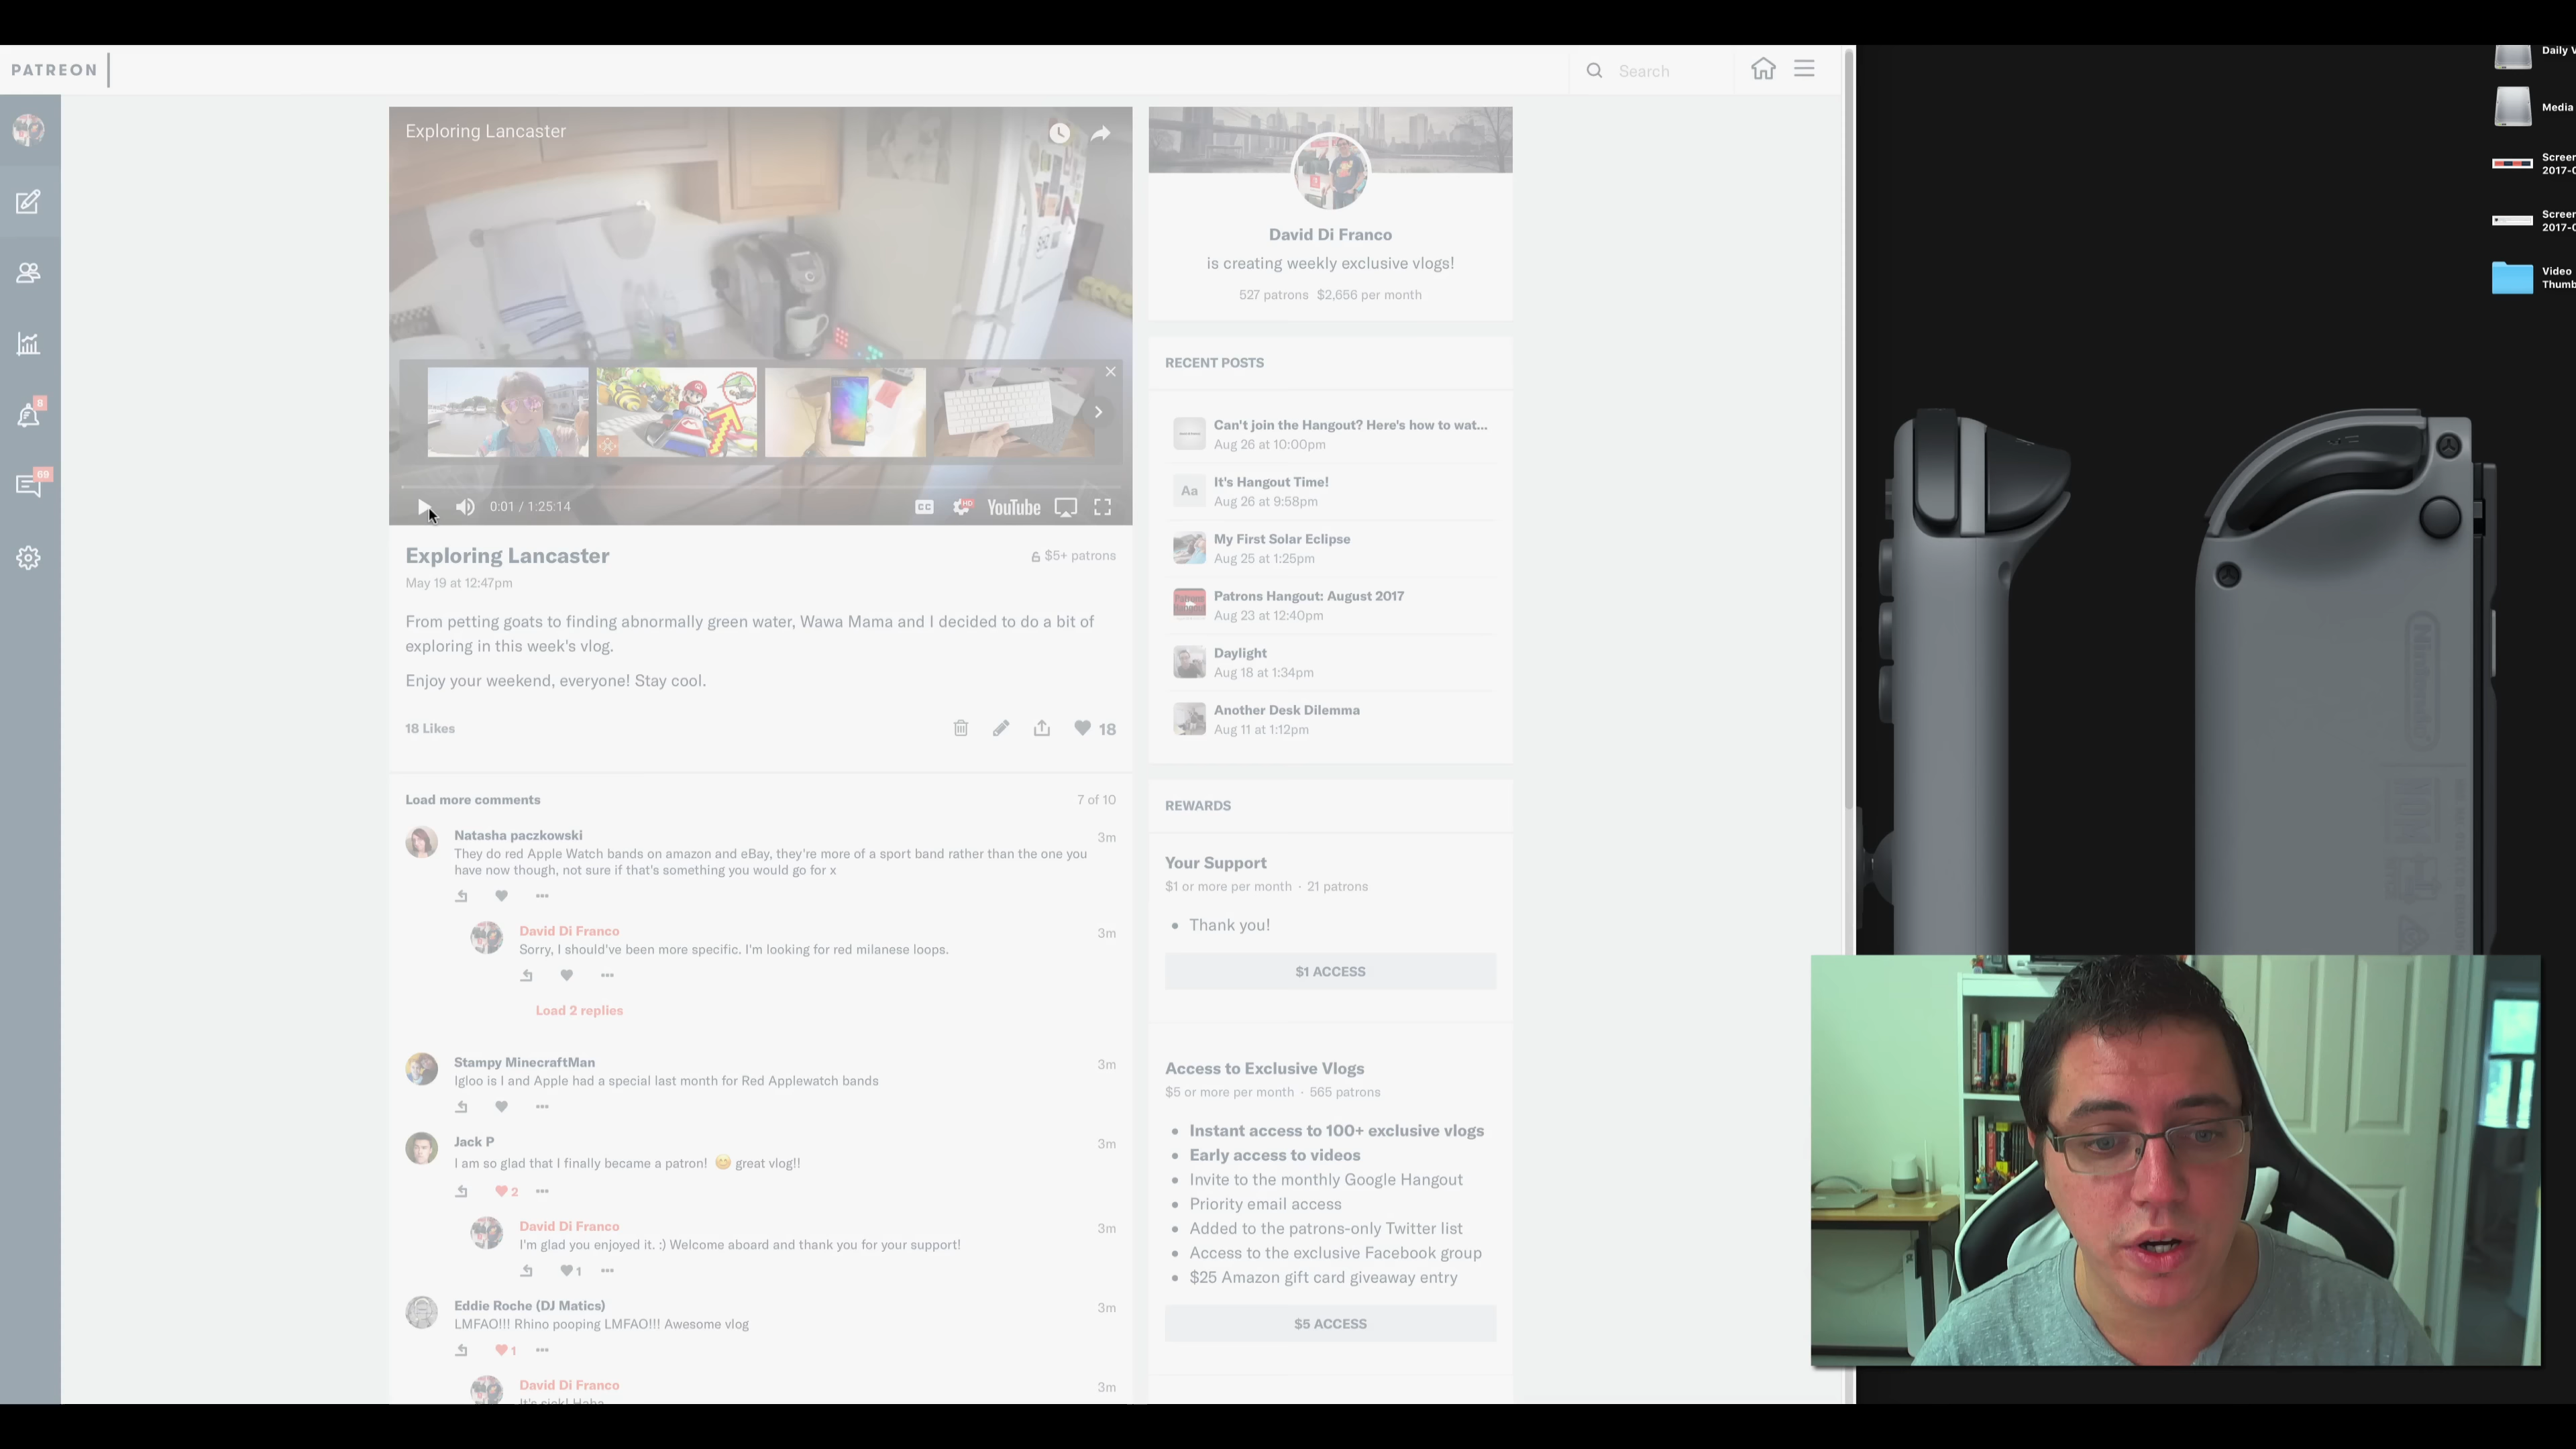 PATREON
Search
Exploring Lancaster
0:01 / 1:25:14
CC
HD
YouTube
9
69
Exploring Lancaster
$5+ patrons
May 19 at 12:47pm
From petting goats to finding abnormally green water, Wawa Mama and I decided to do a bit of
exploring in this week's vlog.
Enjoy your weekend, everyone! Stay cool.
18 Likes
18
Load more comments
7 of 10
Natasha paczkowski
3m
They do red Apple Watch bands on amazon and eBay, they're more of a sport band rather than the one you
have now though, not sure if that's something you would go for x
David Di Franco
3m
Sorry, I should've been more specific. I'm looking for red milanese loops.
Load 2 replies
Stampy MinecraftMan
3m
Igloo is I and Apple had a special last month for Red Applewatch bands
Jack P
3m
I am so glad that I finally became a patron! 😊 great vlog!!
2
David Di Franco
3m
I'm glad you enjoyed it. :) Welcome aboard and thank you for your support!
1
Eddie Roche (DJ Matics)
3m
LMFAO!!! Rhino pooping LMFAO!!! Awesome vlog
1
David Di Franco
3m
It's sick! Haha
David Di Franco
is creating weekly exclusive vlogs!
527 patrons $2,656 per month
RECENT POSTS
Can't join the Hangout? Here's how to wat...
Aug 26 at 10:00pm
Aa
It's Hangout Time!
Aug 26 at 9:58pm
My First Solar Eclipse
Aug 25 at 1:25pm
Patrons Hangout: August 2017
Aug 23 at 12:40pm
Daylight
Aug 18 at 1:34pm
Another Desk Dilemma
Aug 11 at 1:12pm
REWARDS
Your Support
$1 or more per month · 21 patrons
Thank you!
$1 ACCESS
Access to Exclusive Vlogs
$5 or more per month · 565 patrons
Instant access to 100+ exclusive vlogs
Early access to videos
Invite to the monthly Google Hangout
Priority email access
Added to the patrons-only Twitter list
Access to the exclusive Facebook group
$25 Amazon gift card giveaway entry
$5 ACCESS
Daily V
Media
Screen
2017-0
Screen
2017-0
Video
Thumb
Nintendo